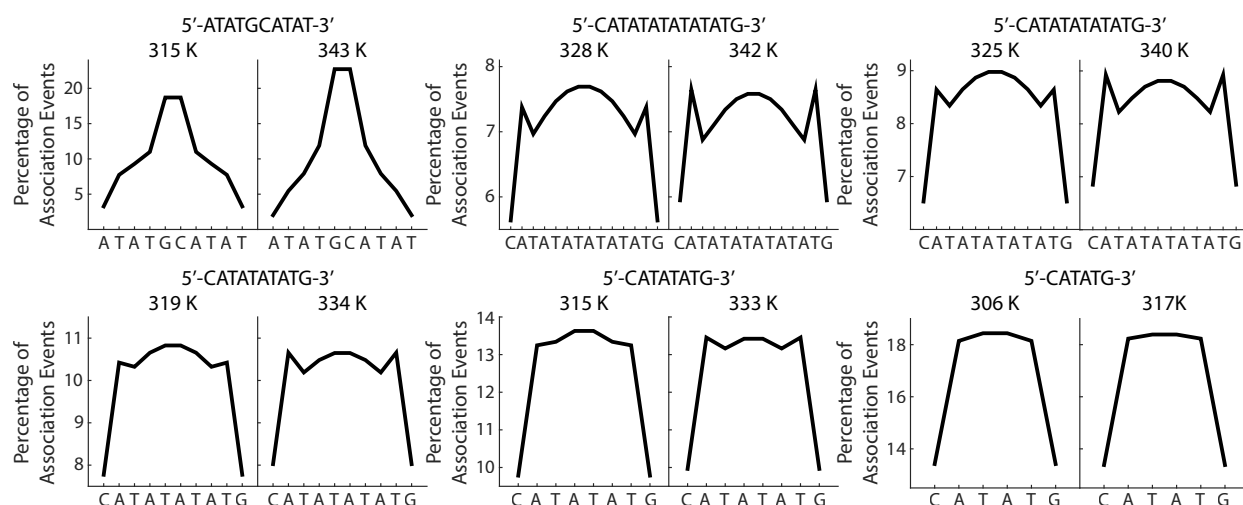 5'-ATATGCATAT-3'
315 K 343 K
Percentage of
Association Events
20
15
10
5
A T A T G C A T A T
A T A T G C A T A T
5'-CATATATATATATG-3'
328 K 342 K
Percentage of
Association Events
8
7
6
CATATATATATATG
CATATATATATATG
5'-CATATATATATG-3'
325 K 340 K
Percentage of
Association Events
9
8
7
C A T A T A T A T A T G
C A T A T A T A T A T G
5'-CATATATATG-3'
319 K 334 K
Percentage of
Association Events
11
10
9
8
C A T A T A T A T G
C A T A T A T A T G
5'-CATATATG-3'
315 K 333 K
Percentage of
Association Events
14
13
12
11
10
C A T A T A T G
C A T A T A T G
5'-CATATG-3'
306 K 317K
Percentage of
Association Events
18
16
14
C A T A T G
C A T A T G